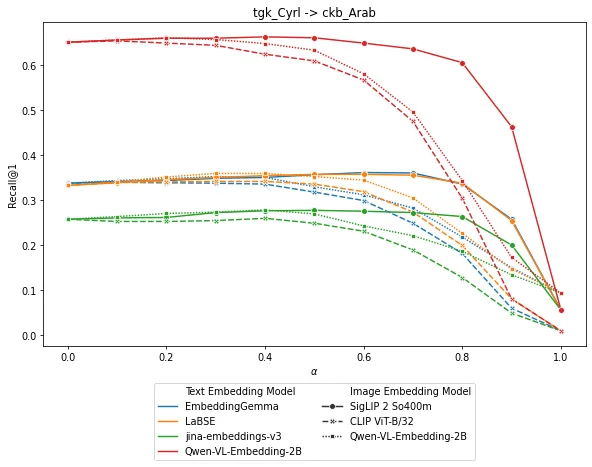 tgk_Cyrl -> ckb_Arab
Recall@1
0.6
0.5
0.4
0.3
0.2
0.1
0.0
0.0 0.2 0.4 0.6 0.8 1.0
α
Text Embedding Model Image Embedding Model
EmbeddingGemma SigLIP 2 So400m
LaBSE CLIP ViT-B/32
jina-embeddings-v3 Qwen-VL-Embedding-2B
Qwen-VL-Embedding-2B